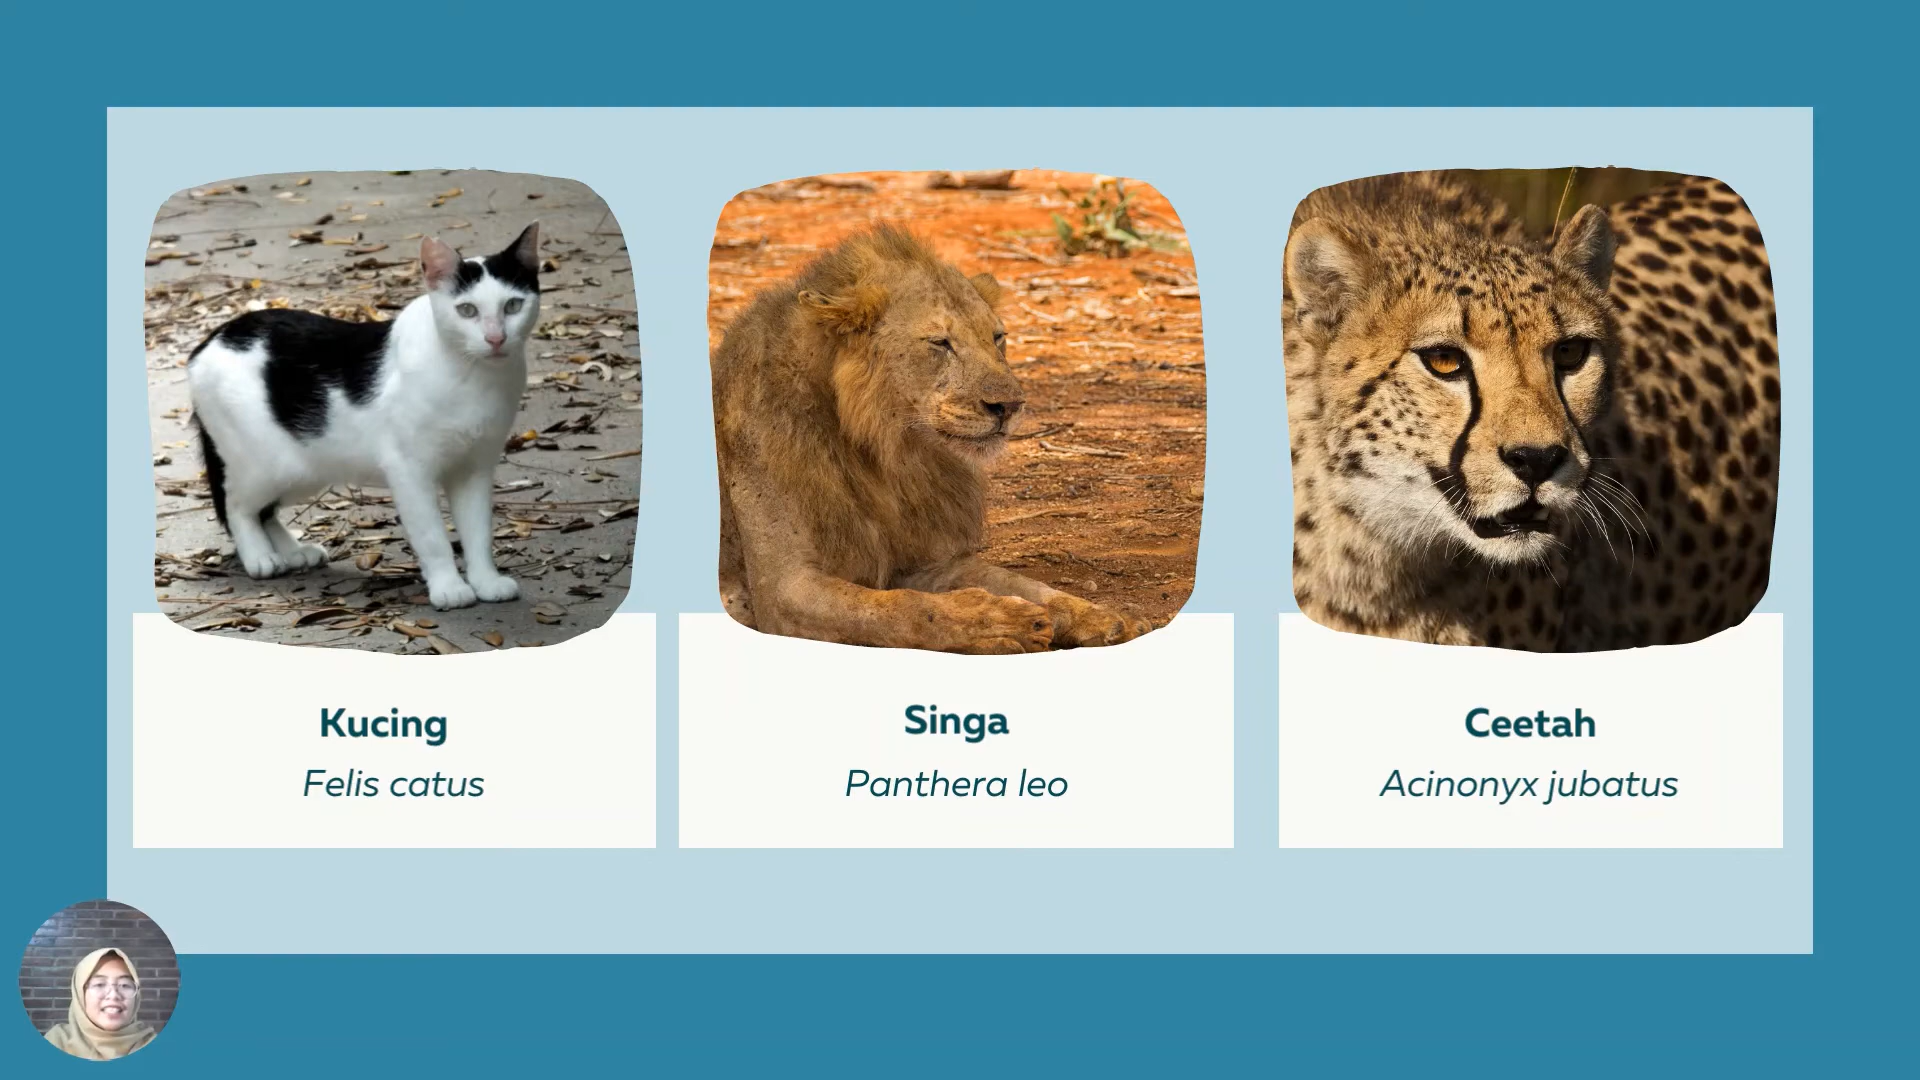 Kucing
Felis catus
Singa
Panthera leo
Ceetah
Acinonyx jubatus